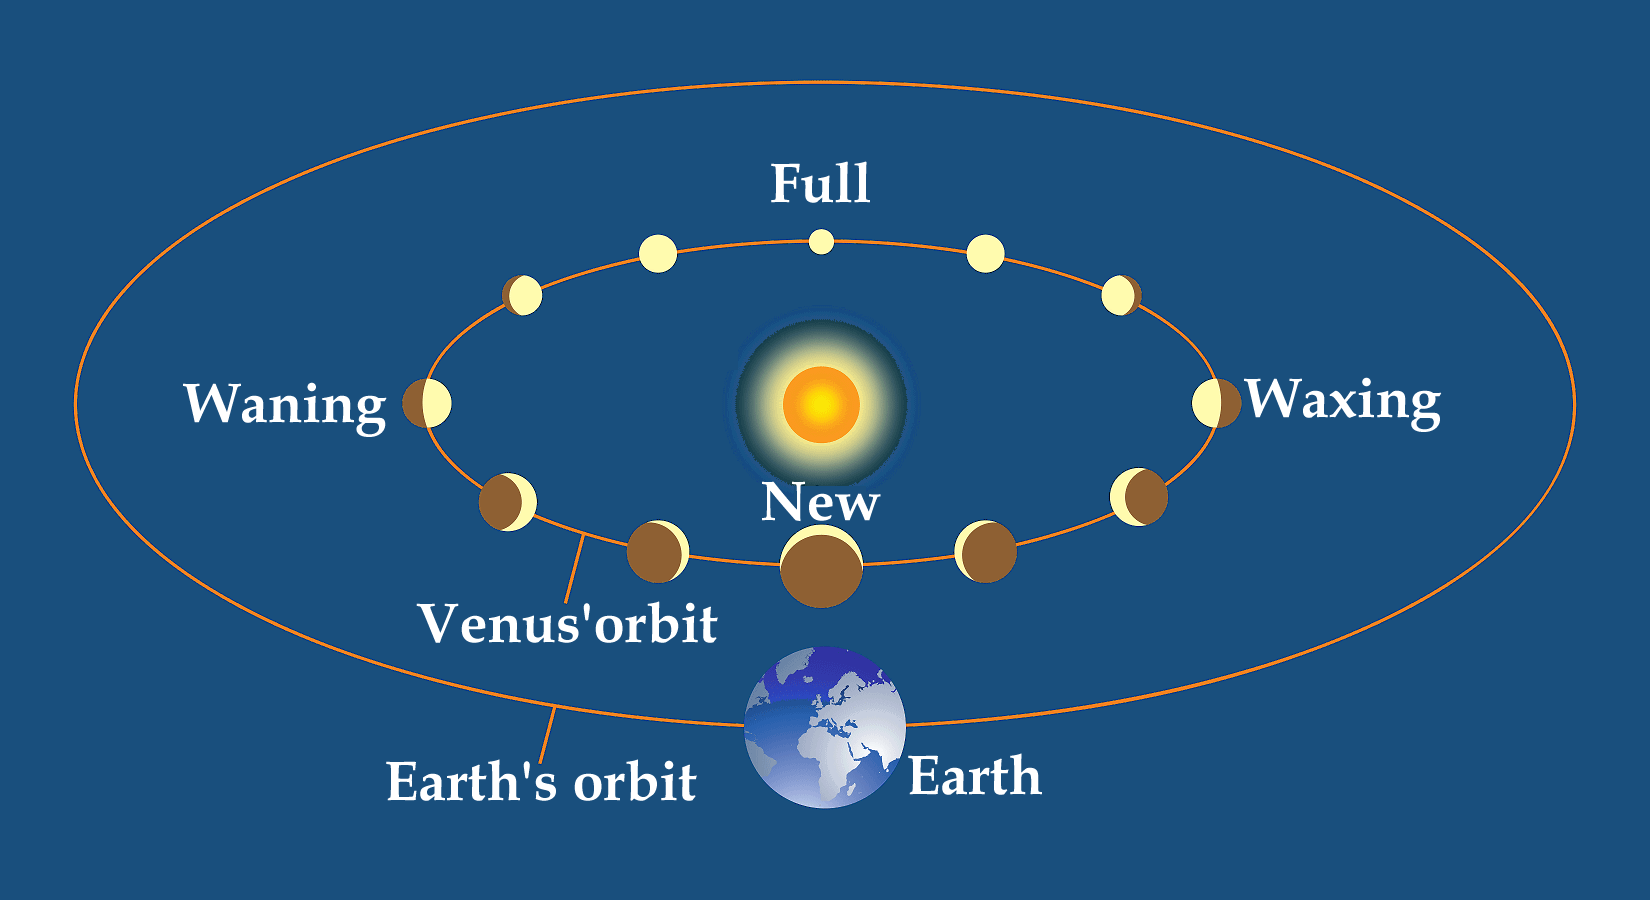 Full
Waning
Waxing
New
Venus'orbit
Earth's orbit
Earth